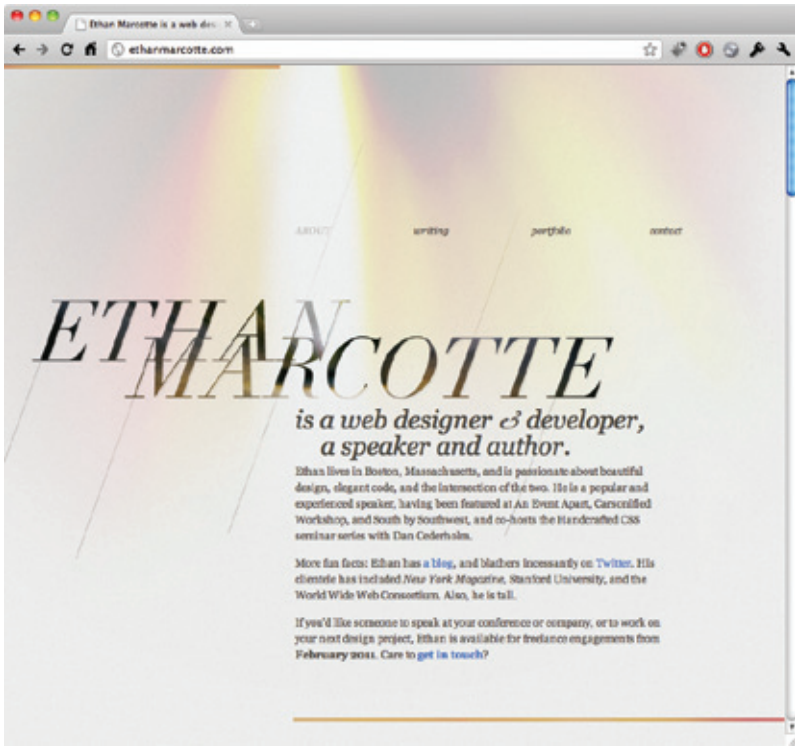 Ethan Marcotte is a web des
ethanmarcotte.com
ABOUT writing portfolio contact
ETHAN
MARCOTTE
is a web designer & developer,
a speaker and author.
Ethan lives in Boston, Massachusetts, and is passionate about beautiful
design, elegant code, and the intersection of the two. He is a popular and
experienced speaker, having been featured at An Event Apart, Carsonified
Workshop, and South by Southwest, and co-hosts the Handcrafted CSS
seminar series with Dan Cederholm.
More fun facts: Ethan has a blog, and blathers incessantly on Twitter. His
clientele has included New York Magazine, Stanford University, and the
World Wide Web Consortium. Also, he is tall.
If you'd like someone to speak at your conference or company, or to work on
your next design project, Ethan is available for freelance engagements from
February 2011. Care to get in touch?